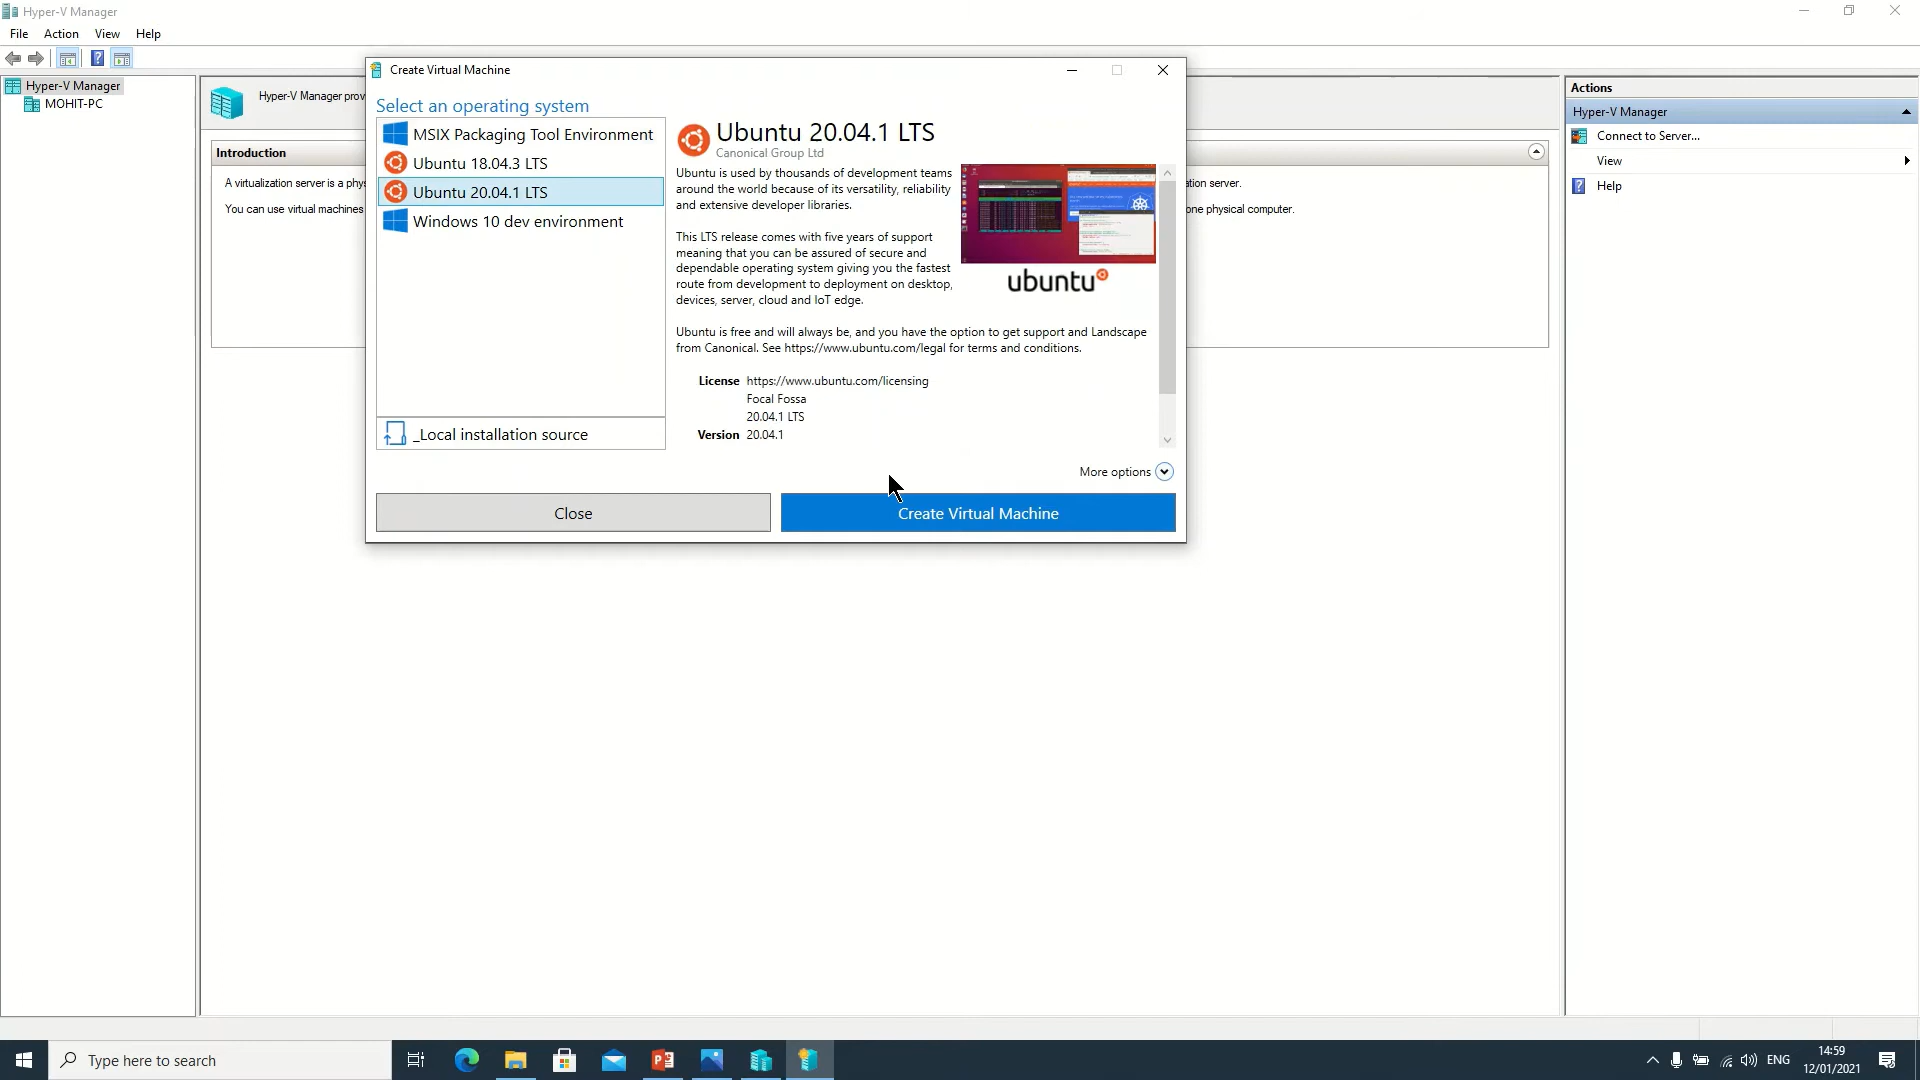 Hyper-V Manager
File Action View Help
Hyper-V Manager
MOHIT-PC
Hyper-V Manager prov
Introduction
A virtualization server is a phys
You can use virtual machines
ation server.
one physical computer.
Create Virtual Machine
Select an operating system
MSIX Packaging Tool Environment
Ubuntu 18.04.3 LTS
Ubuntu 20.04.1 LTS
Windows 10 dev environment
_Local installation source
Ubuntu 20.04.1 LTS
Canonical Group Ltd
Ubuntu is used by thousands of development teams
around the world because of its versatility, reliability
and extensive developer libraries.
This LTS release comes with five years of support
meaning that you can be assured of secure and
dependable operating system giving you the fastest
route from development to deployment on desktop,
devices, server, cloud and IoT edge.
ubuntu
Ubuntu is free and will always be, and you have the option to get support and Landscape
from Canonical. See https://www.ubuntu.com/legal for terms and conditions.
License https://www.ubuntu.com/licensing
Focal Fossa
20.04.1 LTS
Version 20.04.1
More options
Close
Create Virtual Machine
Actions
Hyper-V Manager
Connect to Server...
View
Help
Type here to search
ENG
14:59
12/01/2021